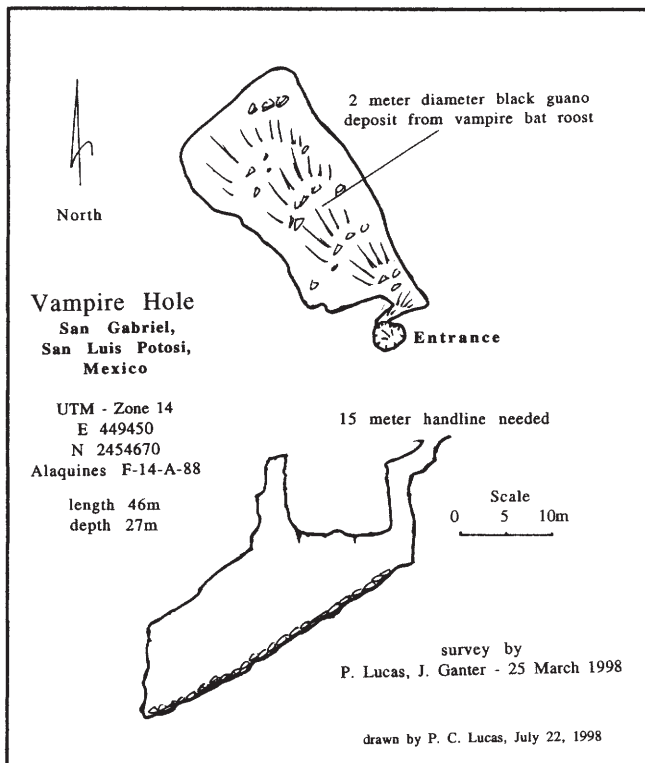 2 meter diameter black guano
deposit from vampire bat roost
North
Vampire Hole
San Gabriel,
San Luis Potosi,
Mexico
Entrance
UTM - Zone 14
E 449450
N 2454670
Alaquines F-14-A-88
length 46m
depth 27m
15 meter handline needed
Scale
0 5 10m
survey by
P. Lucas, J. Ganter - 25 March 1998
drawn by P. C. Lucas, July 22, 1998